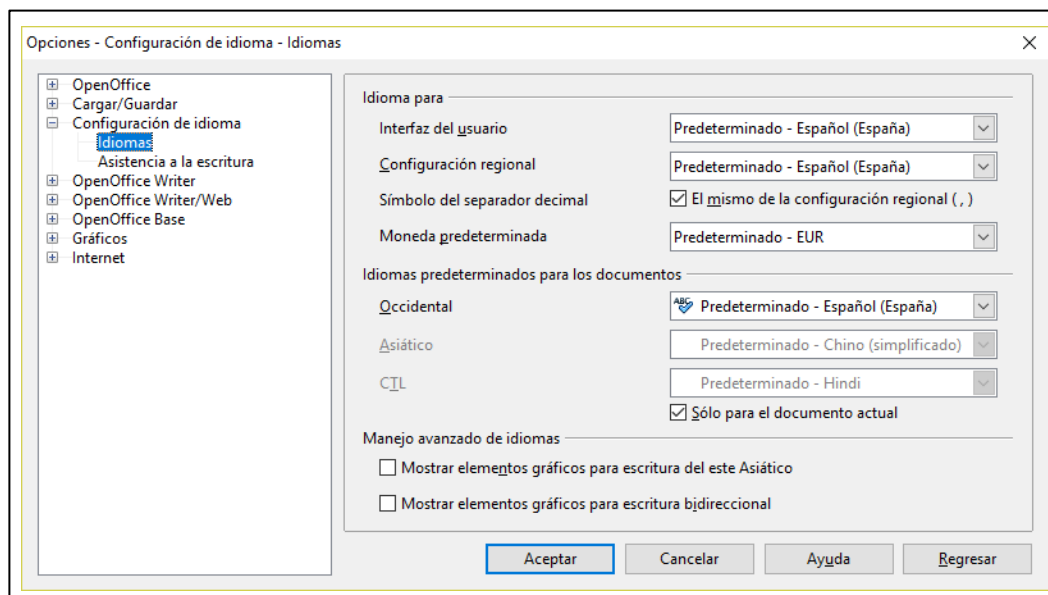 Opciones - Configuración de idioma - Idiomas
OpenOffice
Cargar/Guardar
Configuración de idioma
Idiomas
Asistencia a la escritura
OpenOffice Writer
OpenOffice Writer/Web
OpenOffice Base
Gráficos
Internet
Idioma para
Interfaz del usuario Predeterminado - Español (España)
Configuración regional Predeterminado - Español (España)
Símbolo del separador decimal El mismo de la configuración regional ( , )
Moneda predeterminada Predeterminado - EUR
Idiomas predeterminados para los documentos
Occidental ABC Predeterminado - Español (España)
Asiático Predeterminado - Chino (simplificado)
CTL Predeterminado - Hindi
Sólo para el documento actual
Manejo avanzado de idiomas
Mostrar elementos gráficos para escritura del este Asiático
Mostrar elementos gráficos para escritura bidireccional
Aceptar Cancelar Ayuda Regresar